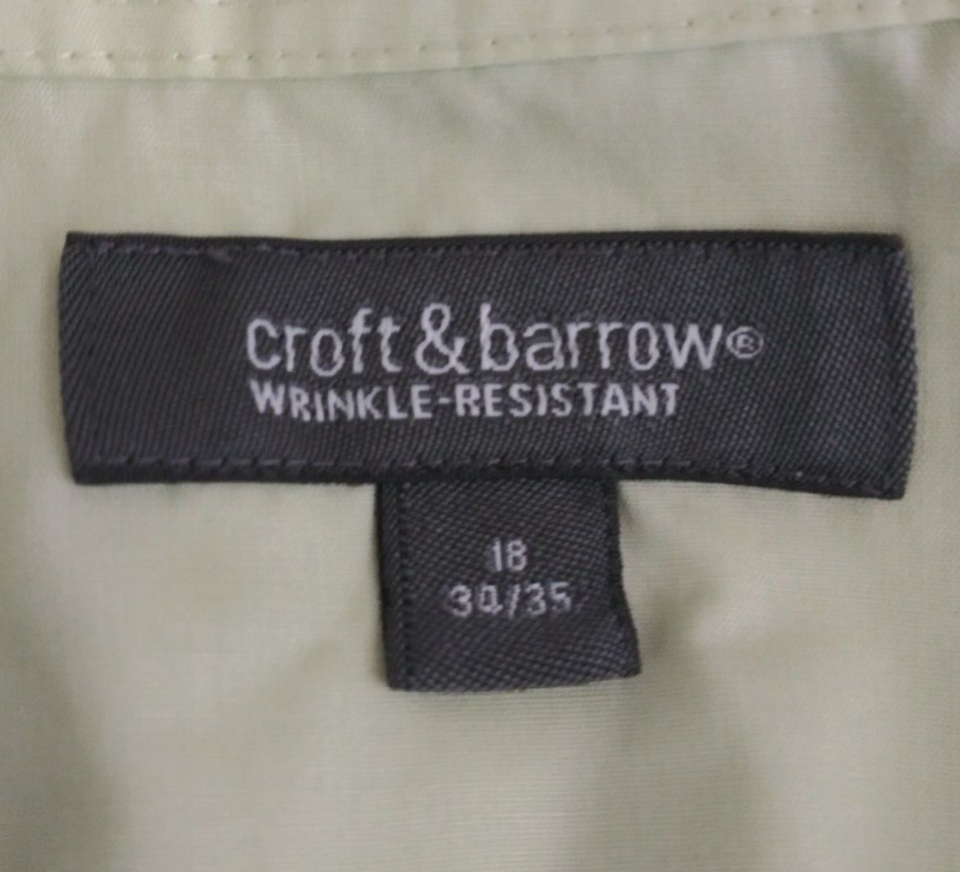 croft & barrow®
WRINKLE-RESISTANT
18
34/35